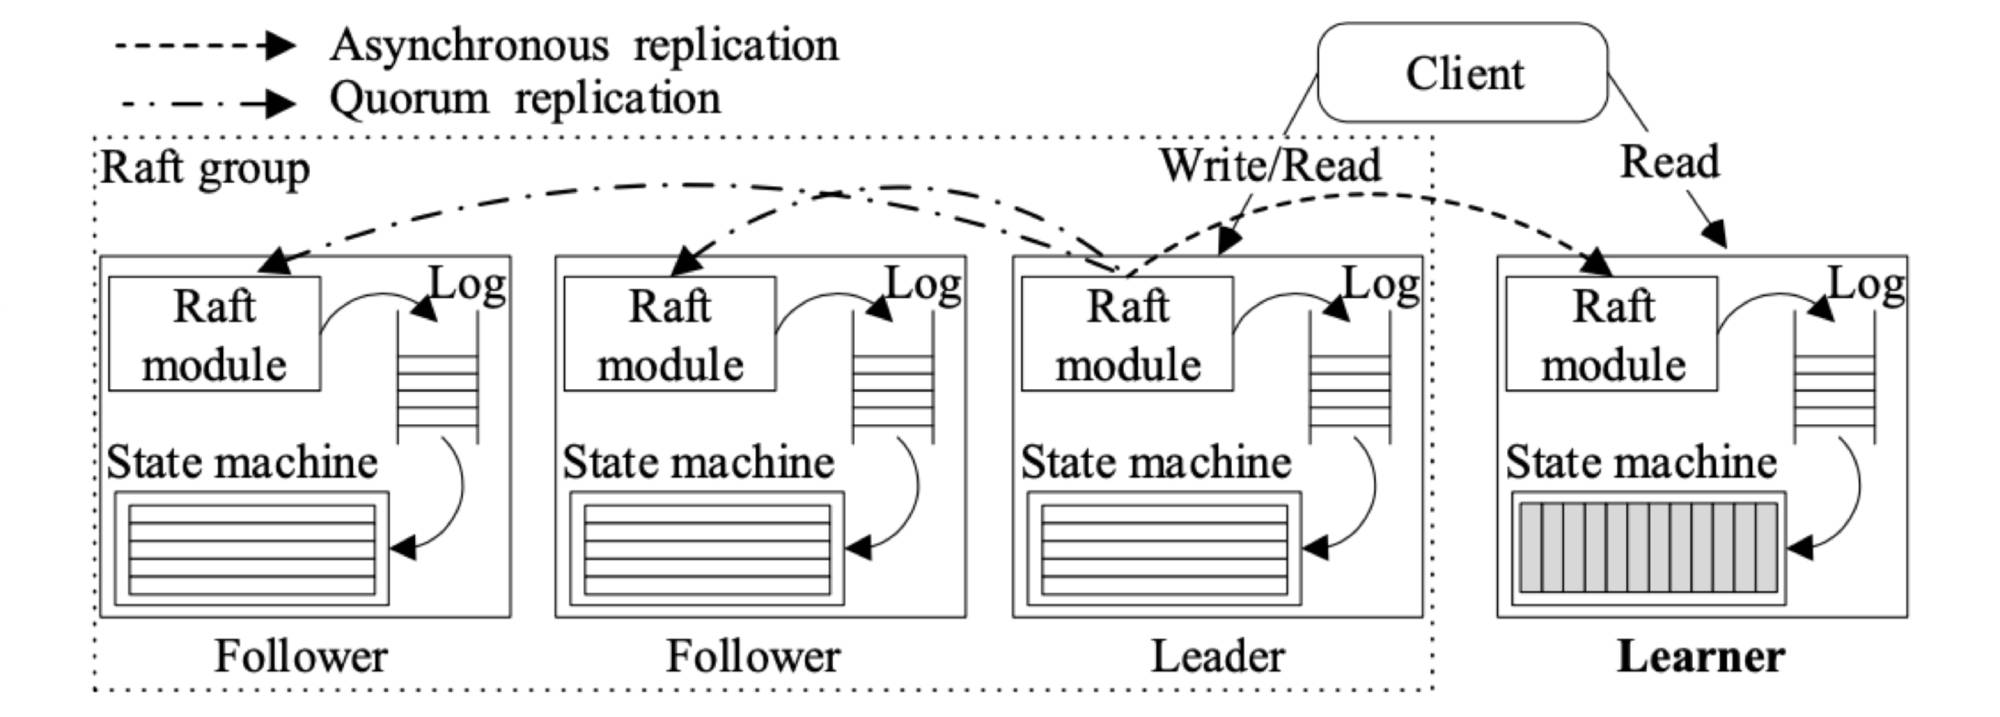 Asynchronous replication
Quorum replication
Client
Raft group
Write/Read
Read
Raft
module
Log
State machine
Follower
Raft
module
Log
State machine
Follower
Raft
module
Log
State machine
Leader
Raft
module
Log
State machine
Learner